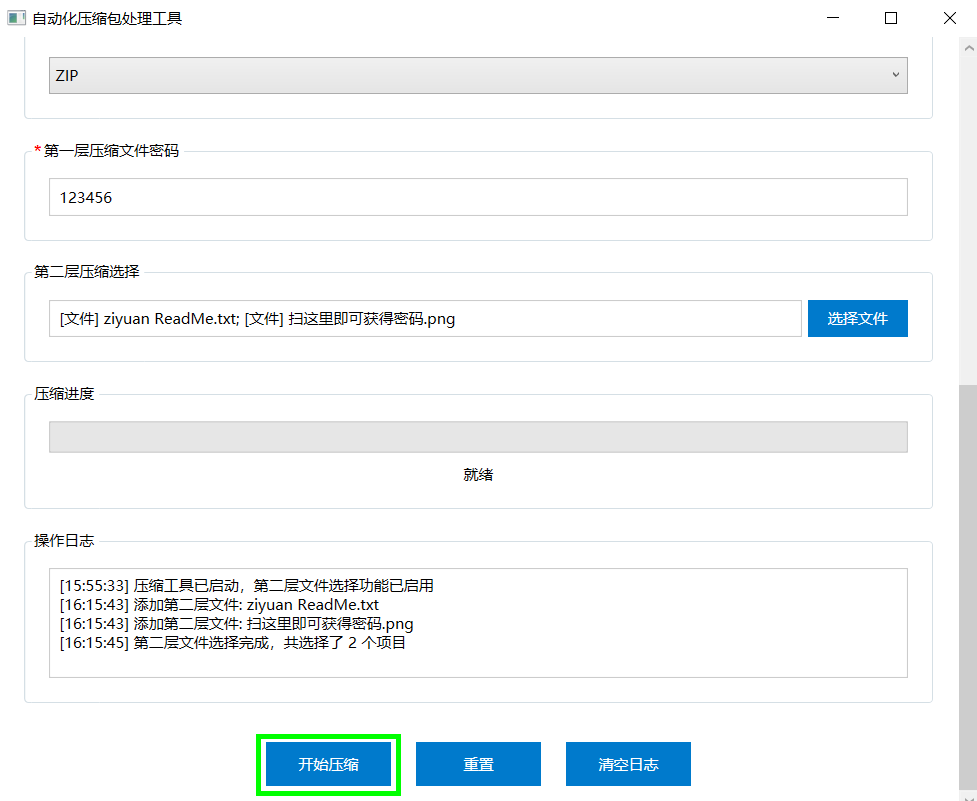 自动化压缩包处理工具
ZIP
*第一层压缩文件密码
123456
第二层压缩选择
[文件] ziyuan ReadMe.txt; [文件] 扫这里即可获得密码.png
选择文件
压缩进度
就绪
操作日志
[15:55:33] 压缩工具已启动，第二层文件选择功能已启用
[16:15:43] 添加第二层文件: ziyuan ReadMe.txt
[16:15:43] 添加第二层文件: 扫这里即可获得密码.png
[16:15:45] 第二层文件选择完成，共选择了 2 个项目
开始压缩
重置
清空日志